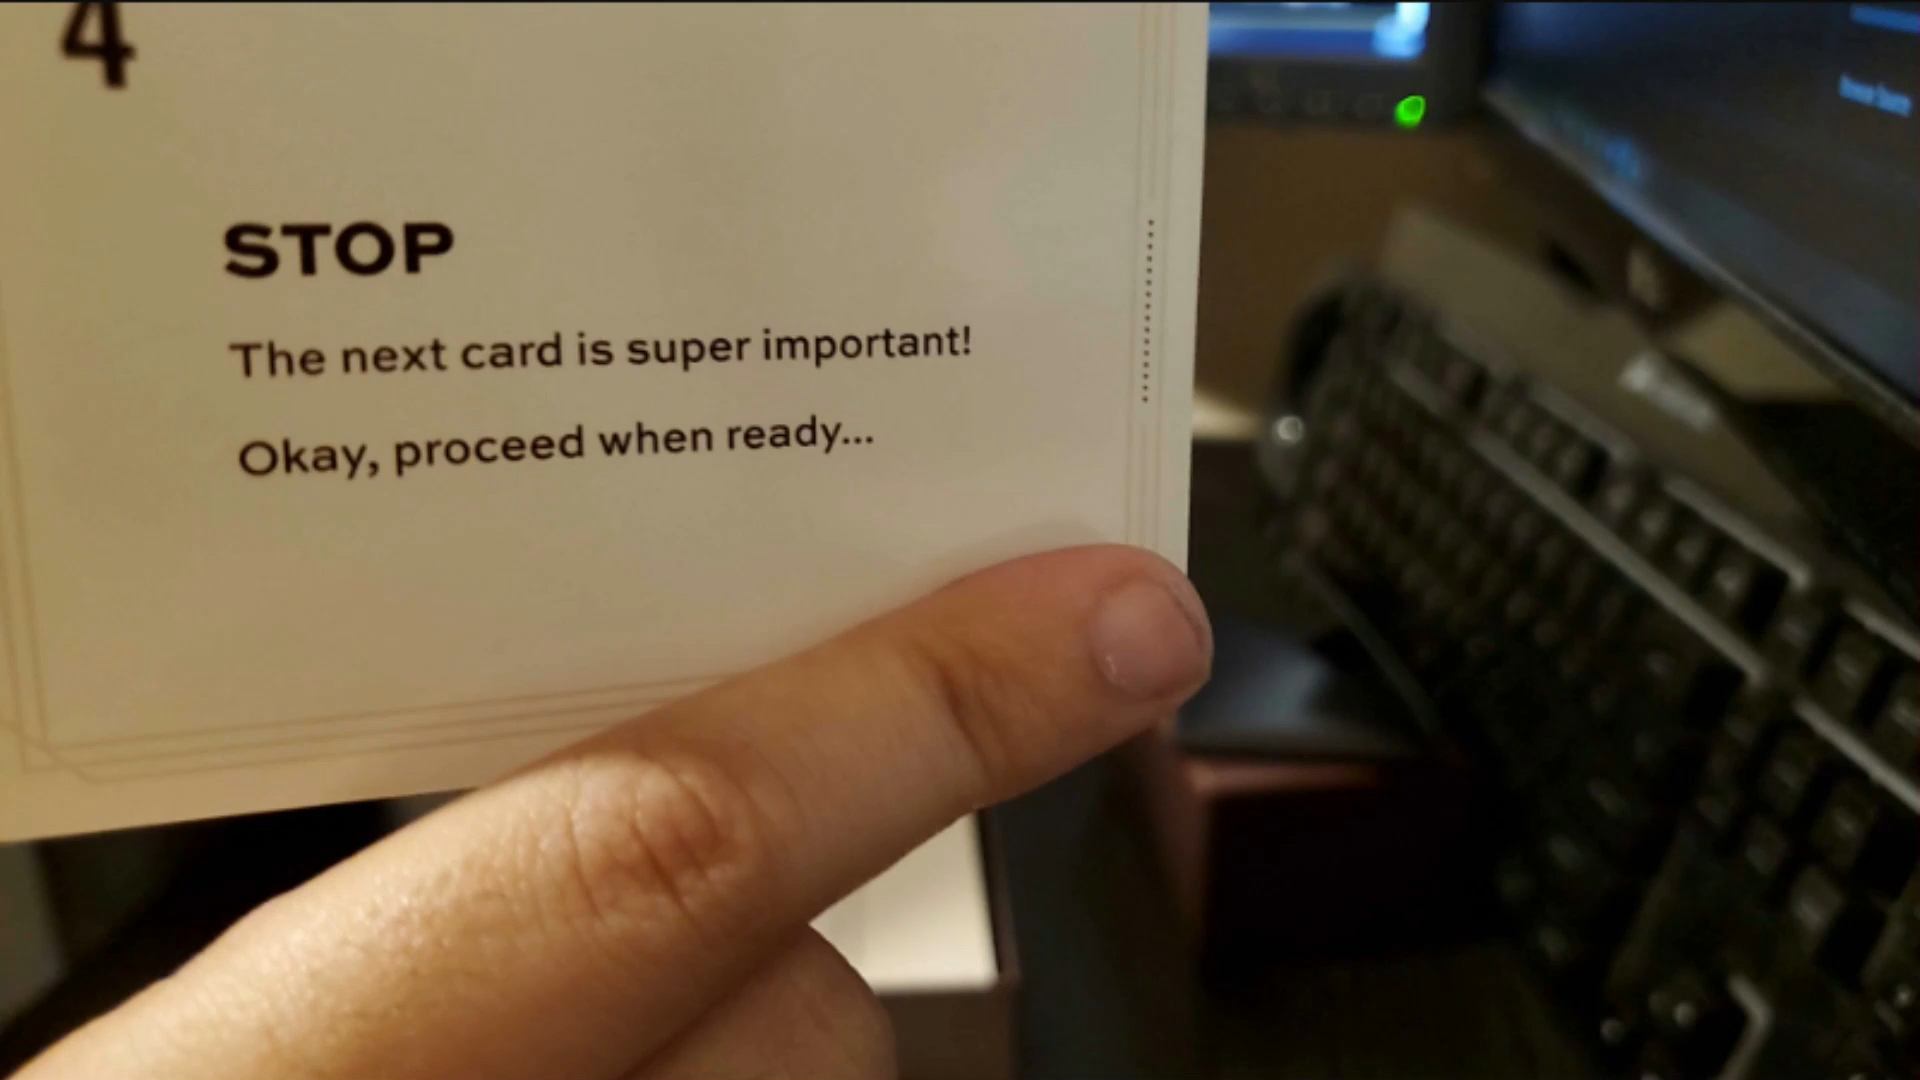 4
STOP
The next card is super important!
Okay, proceed when ready...